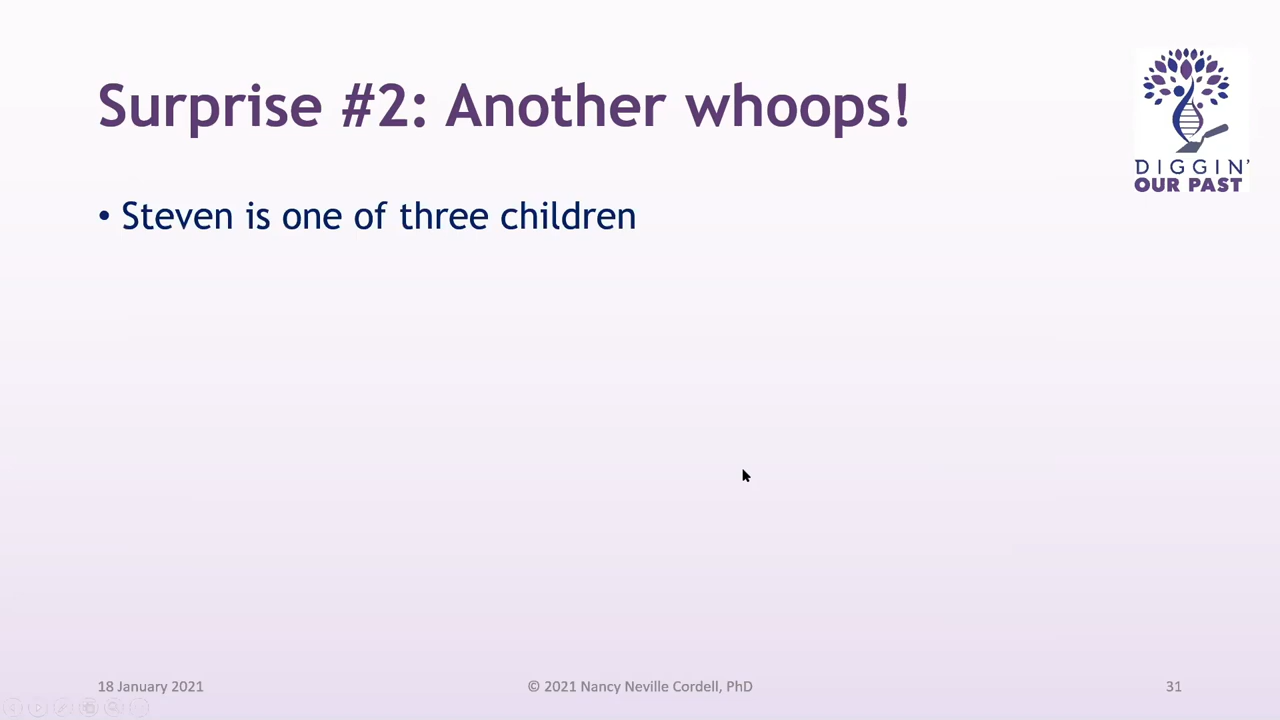 Surprise #2: Another whoops!
DIGGIN'
OUR PAST
• Steven is one of three children
18 January 2021
© 2021 Nancy Neville Cordell, PhD
31